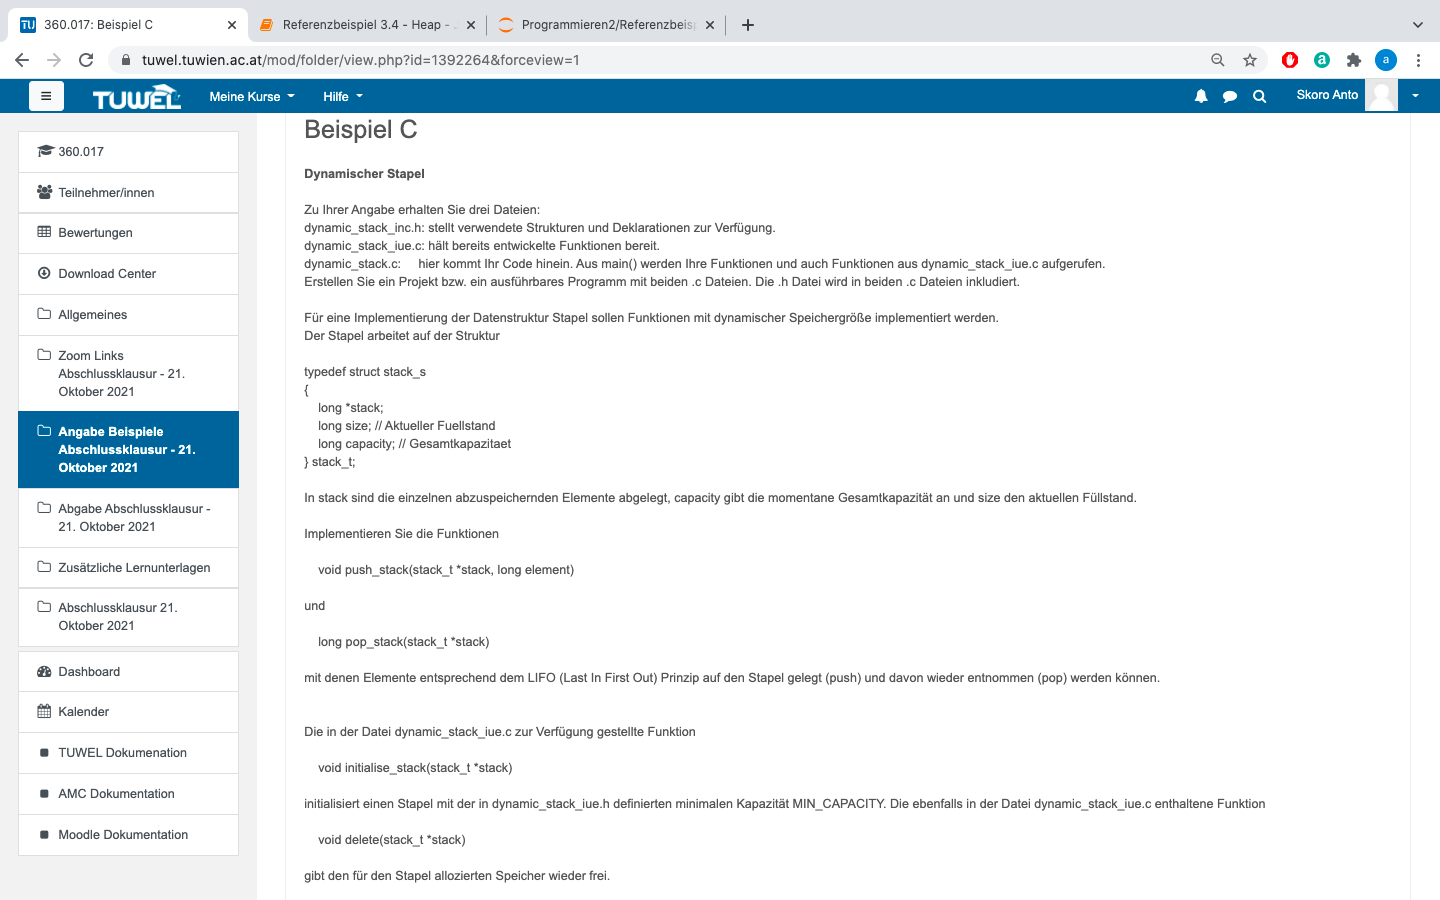 360.017: Beispiel C
Referenzbeispiel 3.4 - Heap -
Programmieren2/Referenzbeis
tuwel.tuwien.ac.at/mod/folder/view.php?id=1392264&forceview=1
a
a
TUWEL
Meine Kurse
Hilfe
Skoro Anto
360.017
Teilnehmer/innen
Bewertungen
Download Center
Allgemeines
Zoom Links
Abschlussklausur - 21.
Oktober 2021
Angabe Beispiele
Abschlussklausur - 21.
Oktober 2021
Abgabe Abschlussklausur -
21. Oktober 2021
Zusätzliche Lernunterlagen
Abschlussklausur 21.
Oktober 2021
Dashboard
Kalender
TUWEL Dokumenation
AMC Dokumentation
Moodle Dokumentation
Beispiel C
Dynamischer Stapel
Zu Ihrer Angabe erhalten Sie drei Dateien:
dynamic_stack_inc.h: stellt verwendete Strukturen und Deklarationen zur Verfügung.
dynamic_stack_iue.c: hält bereits entwickelte Funktionen bereit.
dynamic_stack.c: hier kommt Ihr Code hinein. Aus main() werden Ihre Funktionen und auch Funktionen aus dynamic_stack_iue.c aufgerufen.
Erstellen Sie ein Projekt bzw. ein ausführbares Programm mit beiden .c Dateien. Die .h Datei wird in beiden .c Dateien inkludiert.
Für eine Implementierung der Datenstruktur Stapel sollen Funktionen mit dynamischer Speichergröße implementiert werden.
Der Stapel arbeitet auf der Struktur
typedef struct stack_s
{
long *stack;
long size; // Aktueller Fuellstand
long capacity; // Gesamtkapazitaet
} stack_t;
In stack sind die einzelnen abzuspeichernden Elemente abgelegt, capacity gibt die momentane Gesamtkapazität an und size den aktuellen Füllstand.
Implementieren Sie die Funktionen
void push_stack(stack_t *stack, long element)
und
long pop_stack(stack_t *stack)
mit denen Elemente entsprechend dem LIFO (Last In First Out) Prinzip auf den Stapel gelegt (push) und davon wieder entnommen (pop) werden können.
Die in der Datei dynamic_stack_iue.c zur Verfügung gestellte Funktion
void initialise_stack(stack_t *stack)
initialisiert einen Stapel mit der in dynamic_stack_iue.h definierten minimalen Kapazität MIN_CAPACITY. Die ebenfalls in der Datei dynamic_stack_iue.c enthaltene Funktion
void delete(stack_t *stack)
gibt den für den Stapel allozierten Speicher wieder frei.